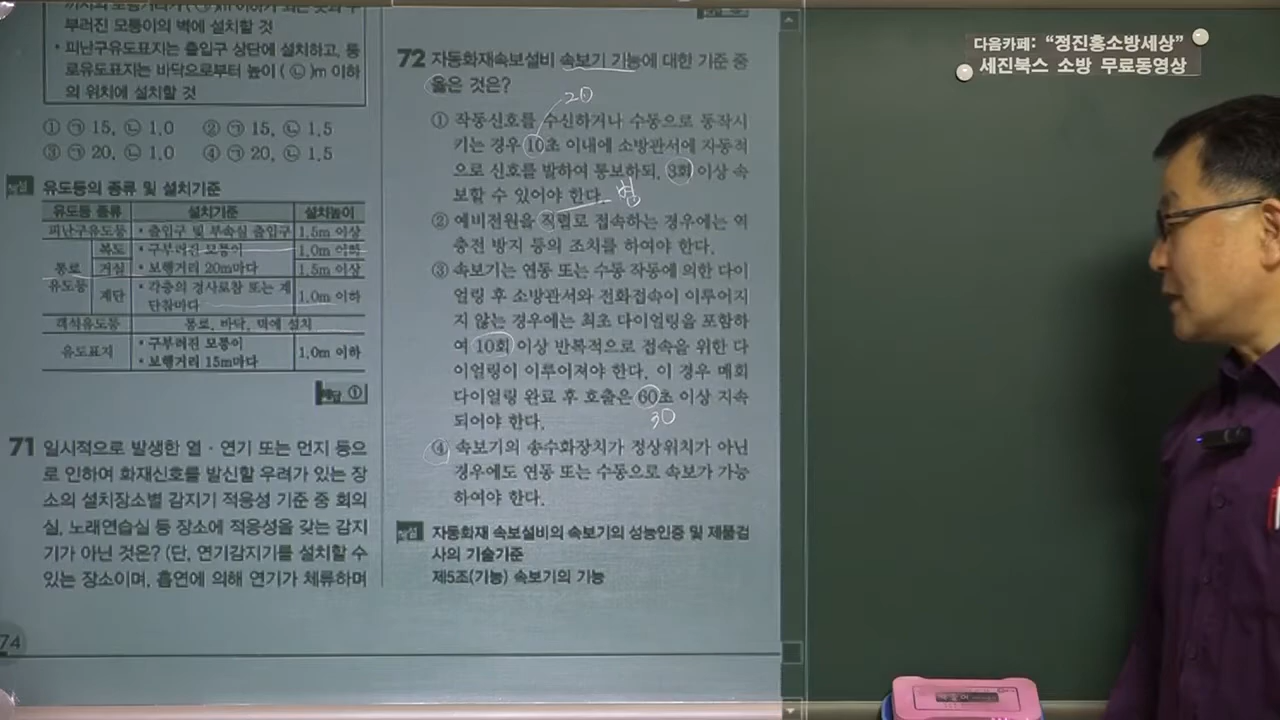 부러진 모퉁이의 벽에 설치할 것
• 피난구유도표지는 출입구 상단에 설치하고, 통
로유도표지는 바닥으로부터 높이 (㉡)m 이하
의 위치에 설치할 것
① ㉠ 15, ㉡ 1.0 ② ㉠ 15, ㉡ 1.5
③ ㉠ 20, ㉡ 1.0 ④ ㉠ 20, ㉡ 1.5
해설 유도등의 종류 및 설치기준
유도등 종류 설치기준 설치높이
피난구유도등 • 출입구 및 부속실 출입구 1.5m 이상
통로유도등 복도 • 구부러진 모퉁이 1.0m 이하
거실 • 보행거리 20m마다 1.5m 이상
계단 • 각층의 경사로참 또는 계
단참마다 1.0m 이하
객석유도등 통로, 바닥, 벽에 설치
유도표지 • 구부러진 모퉁이
• 보행거리 15m마다 1.0m 이하
해답 ①
71 일시적으로 발생한 열·연기 또는 먼지 등으
로 인하여 화재신호를 발신할 우려가 있는 장
소의 설치장소별 감지기 적응성 기준 중 회의
실, 노래연습실 등 장소에 적응성을 갖는 감지
기가 아닌 것은? (단, 연기감지기를 설치할 수
있는 장소이며, 흡연에 의해 연기가 체류하며
74
72 자동화재속보설비 속보기 기능에 대한 기준 중
옳은 것은?
20
① 작동신호를 수신하거나 수동으로 동작시
키는 경우 10초 이내에 소방관서에 자동적
으로 신호를 발하여 통보하되, 3회 이상 속
보할 수 있어야 한다.
병
② 예비전원을 직렬로 접속하는 경우에는 역
충전 방지 등의 조치를 하여야 한다.
③ 속보기는 연동 또는 수동 작동에 의한 다이
얼링 후 소방관서와 전화접속이 이루어지
지 않는 경우에는 최초 다이얼링을 포함하
여 10회 이상 반복적으로 접속을 위한 다
이얼링이 이루어져야 한다. 이 경우 매회
다이얼링 완료 후 호출은 60초 이상 지속
되어야 한다.
30
④ 속보기의 송수화장치가 정상위치가 아닌
경우에도 연동 또는 수동으로 속보가 가능
하여야 한다.
해설 자동화재 속보설비의 속보기의 성능인증 및 제품검
사의 기술기준
제5조(기능) 속보기의 기능
다음카페: “정진홍소방세상”
세진북스 소방 무료동영상